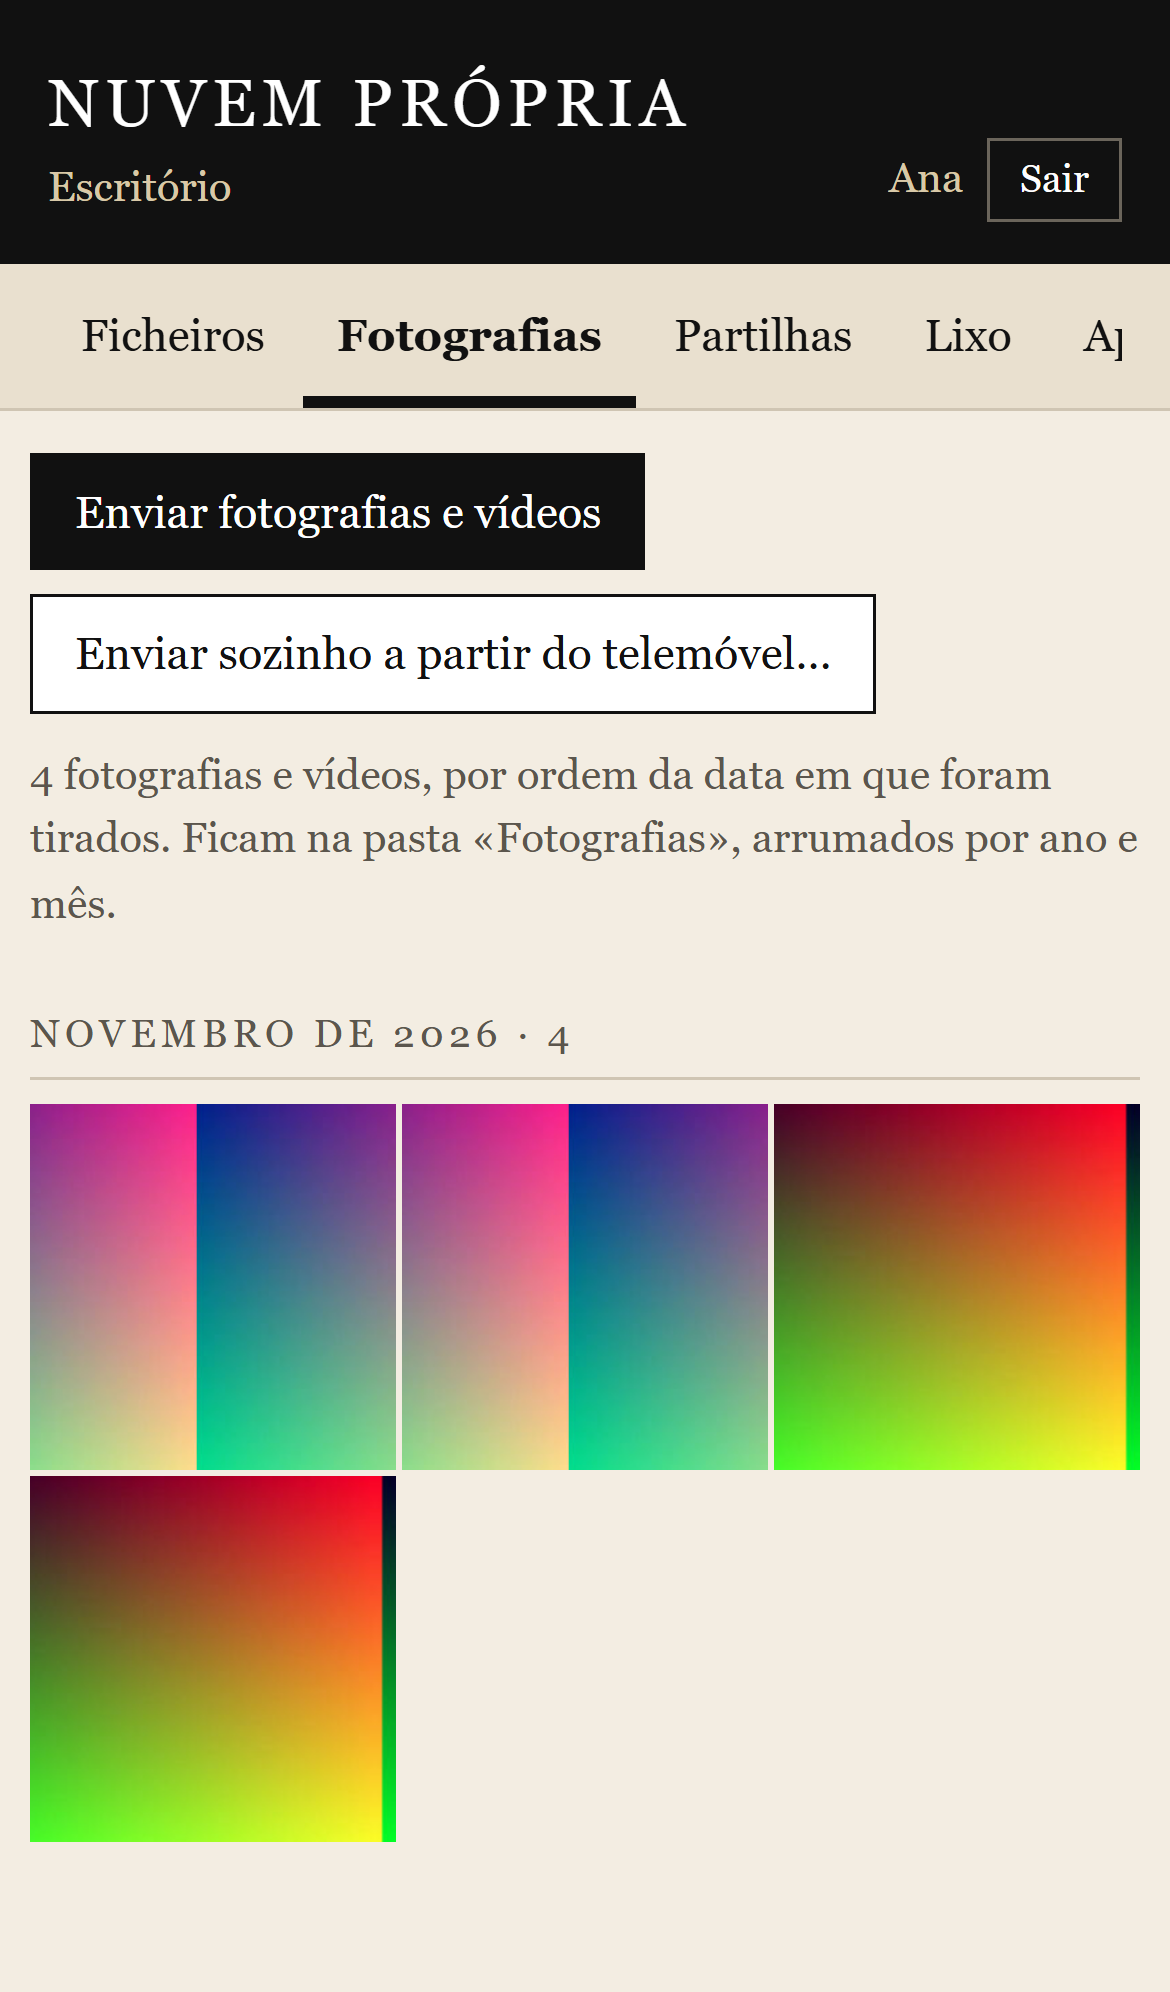 NUVEM PRÓPRIA
Escritório
Ana
Sair
Ficheiros
Fotografias
Partilhas
Lixo
Enviar fotografias e vídeos
Enviar sozinho a partir do telemóvel...
4 fotografias e vídeos, por ordem da data em que foram
tirados. Ficam na pasta «Fotografias», arrumados por ano e
mês.
NOVEMBRO DE 2026 · 4